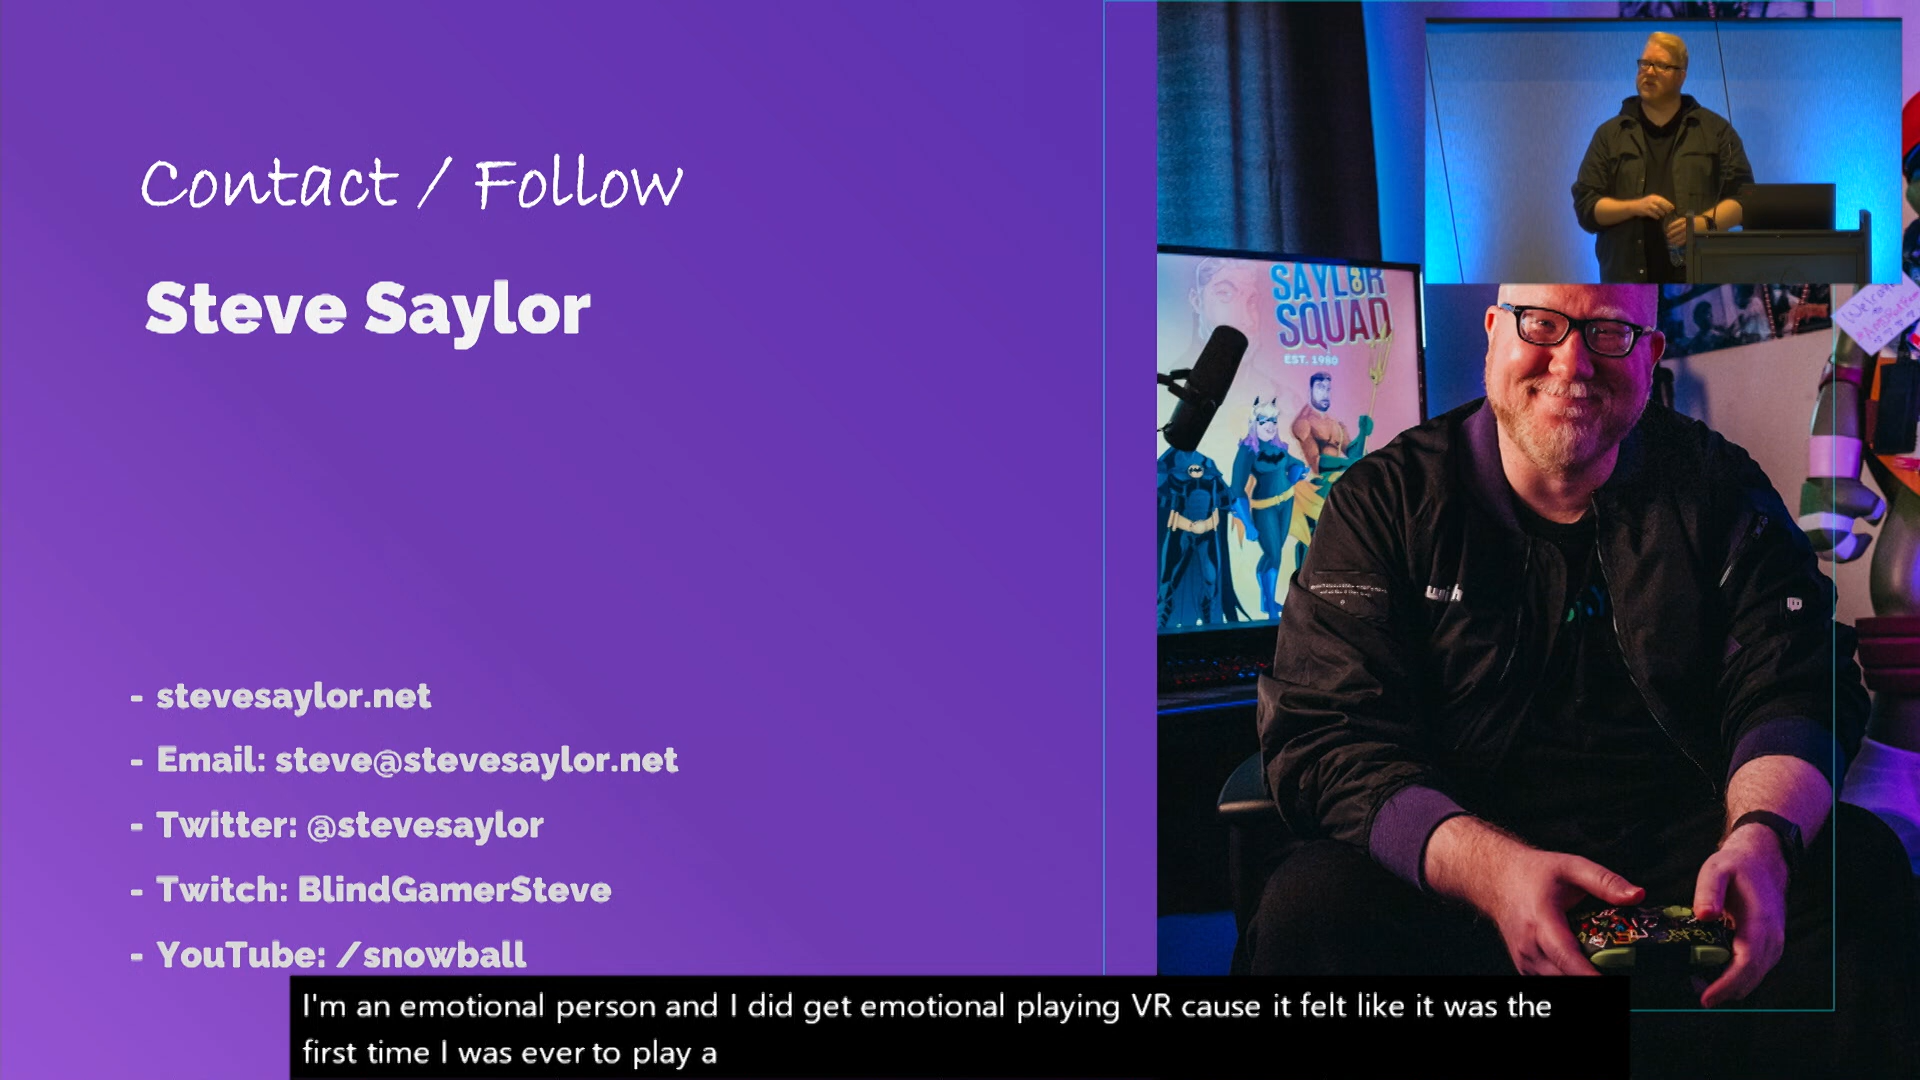 Contact / Follow
Steve Saylor
- stevesaylor.net
- Email: steve@stevesaylor.net
- Twitter: @stevesaylor
- Twitch: BlindGamerSteve
- YouTube: /snowball
SAYLOR
SQUAD
EST. 1980
with
I'm an emotional person and I did get emotional playing VR cause it felt like it was the
first time I was ever to play a